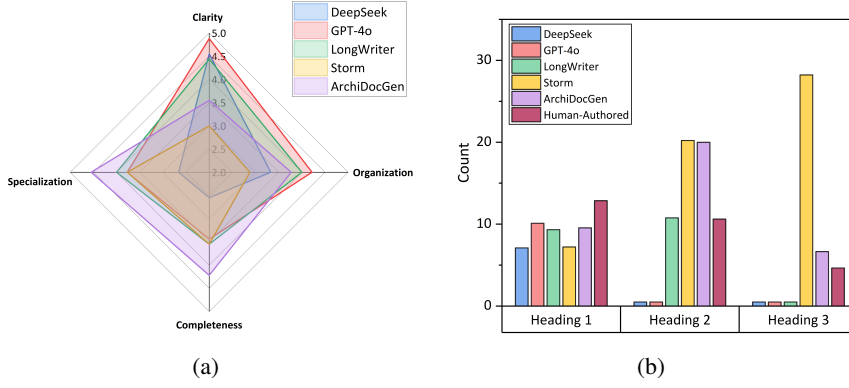 Clarity
5.0
4.5
4.0
3.5
3.0
2.5
2.0
DeepSeek
GPT-4o
LongWriter
Storm
ArchiDocGen
Specialization
Organization
Completeness
(a)
Count
30
20
10
0
DeepSeek
GPT-4o
LongWriter
Storm
ArchiDocGen
Human-Authored
Heading 1
Heading 2
Heading 3
(b)